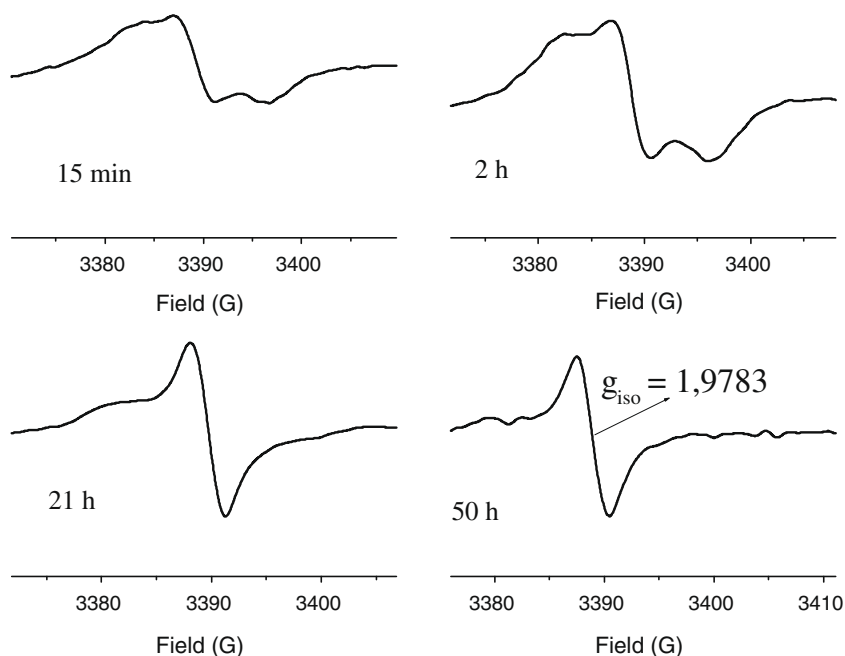 15 min
3380 3390 3400
Field (G)
2 h
3380 3390 3400
Field (G)
21 h
3380 3390 3400
Field (G)
g_iso = 1,9783
50 h
3380 3390 3400 3410
Field (G)